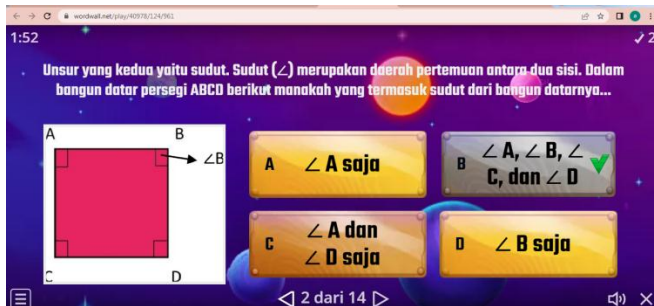 wordwall.net/play/40978/124/961
1:52
✓ 2
Unsur yang kedua yaitu sudut. Sudut (∠) merupakan daerah pertemuan antara dua sisi. Dalam
bangun datar persegi ABCD berikut manakah yang termasuk sudut dari bangun datarnya...
A B
∠B
C D
A ∠ A saja
B ∠ A, ∠ B, ∠
C, dan ∠ D
C ∠ A dan
∠ D saja
D ∠ B saja
2 dari 14